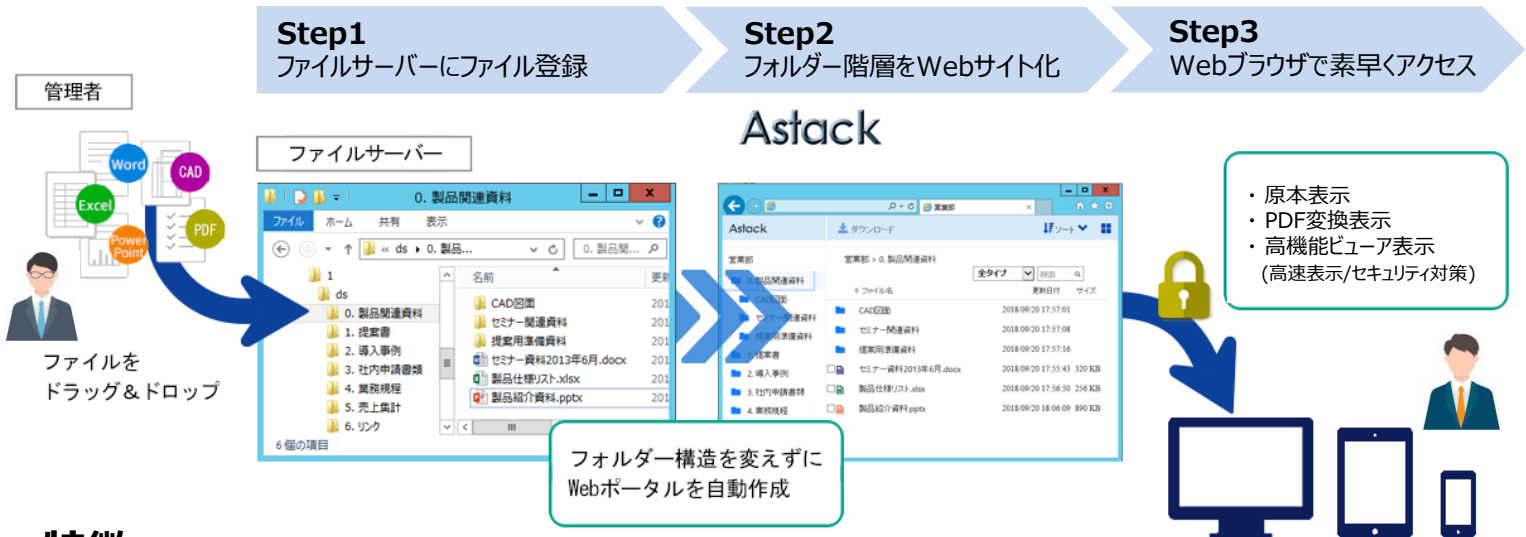 Step1
ファイルサーバーにファイル登録
Step2
フォルダー階層をWebサイト化
Step3
Webブラウザで素早くアクセス
管理者
Word
CAD
Excel
PDF
Power
Point
ファイルを
ドラッグ&ドロップ
ファイルサーバー
0. 製品関連資料
ファイル ホーム 共有 表示
« ds ▸ 0. 製品...
0. 製品関...
1
ds
0. 製品関連資料
1. 提案書
2. 導入事例
3. 社内申請書類
4. 業務規程
5. 売上集計
6. リンク
6 個の項目
名前 更新
CAD図面 201
セミナー関連資料 201
提案用準備資料 201
セミナー資料2013年6月.docx 201
製品仕様リスト.xlsx 201
製品紹介資料.pptx 201
Astack
営業部
Astack ダウンロード ソート
営業部
0. 製品関連資料
CAD図面
セミナー関連資料
提案用準備資料
1. 提案書
2. 導入事例
3. 社内申請書類
4. 業務規程
営業部 > 0. 製品関連資料
全タイプ 検索
↑ ファイル名 更新日付 サイズ
CAD図面 2018/09/20 17:57:01
セミナー関連資料 2018/09/20 17:57:08
提案用準備資料 2018/09/20 17:57:16
セミナー資料2013年6月.docx 2018/09/20 17:55:43 320 KB
製品仕様リスト.xlsx 2018/09/20 17:56:50 256 KB
製品紹介資料.pptx 2018/09/20 18:06:09 890 KB
フォルダー構造を変えずに
Webポータルを自動作成
・ 原本表示
・ PDF変換表示
・ 高機能ビューア表示
(高速表示/セキュリティ対策)